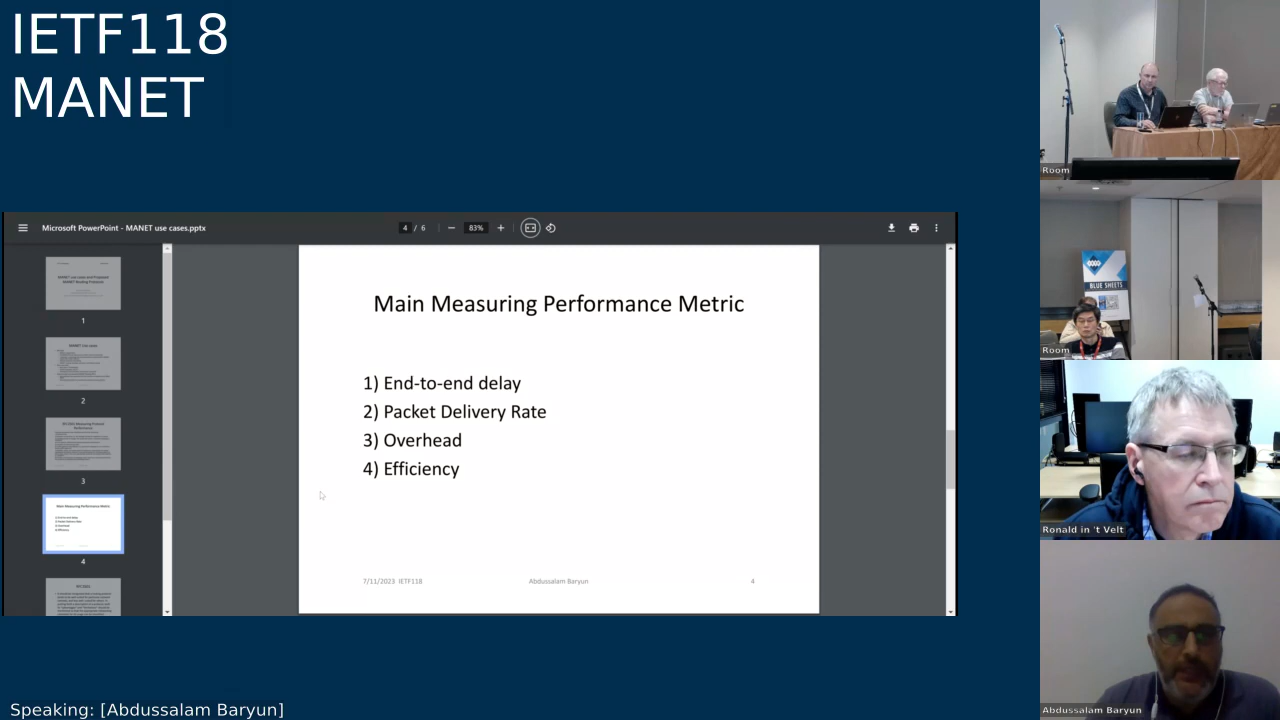 IETF118
MANET
Microsoft PowerPoint - MANET use cases.pptx
4 / 6
83%
1
2
3
4
Main Measuring Performance Metric
1) End-to-end delay
2) Packet Delivery Rate
3) Overhead
4) Efficiency
7/11/2023 IETF118
Abdussalam Baryun
4
Room
BLUE SHEETS
Room
Ronald in 't Velt
Abdussalam Baryun
Speaking: [Abdussalam Baryun]